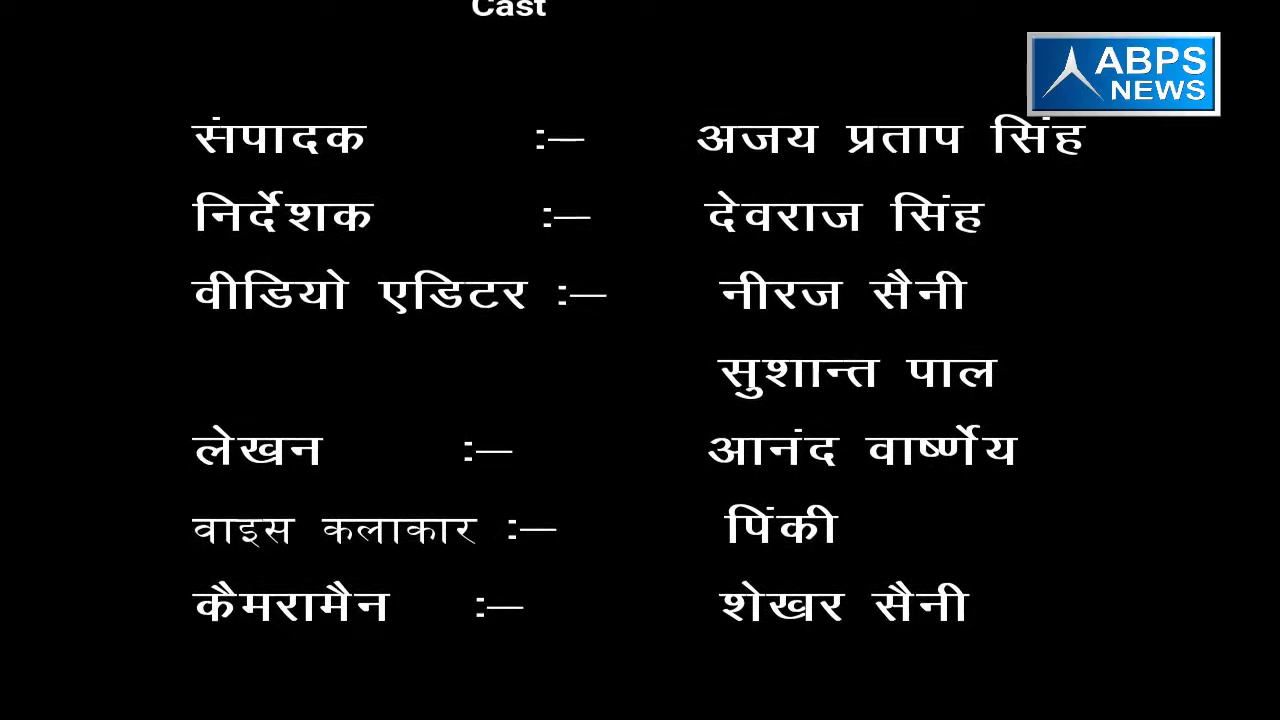 Cast
ABPS
NEWS
संपादक :— अजय प्रताप सिंह
निर्देशक :— देवराज सिंह
वीडियो एडिटर :— नीरज सैनी
सुशान्त पाल
लेखन :— आनंद वार्ष्णेय
वाइस कलाकार :— पिंकी
कैमरामैन :— शेखर सैनी